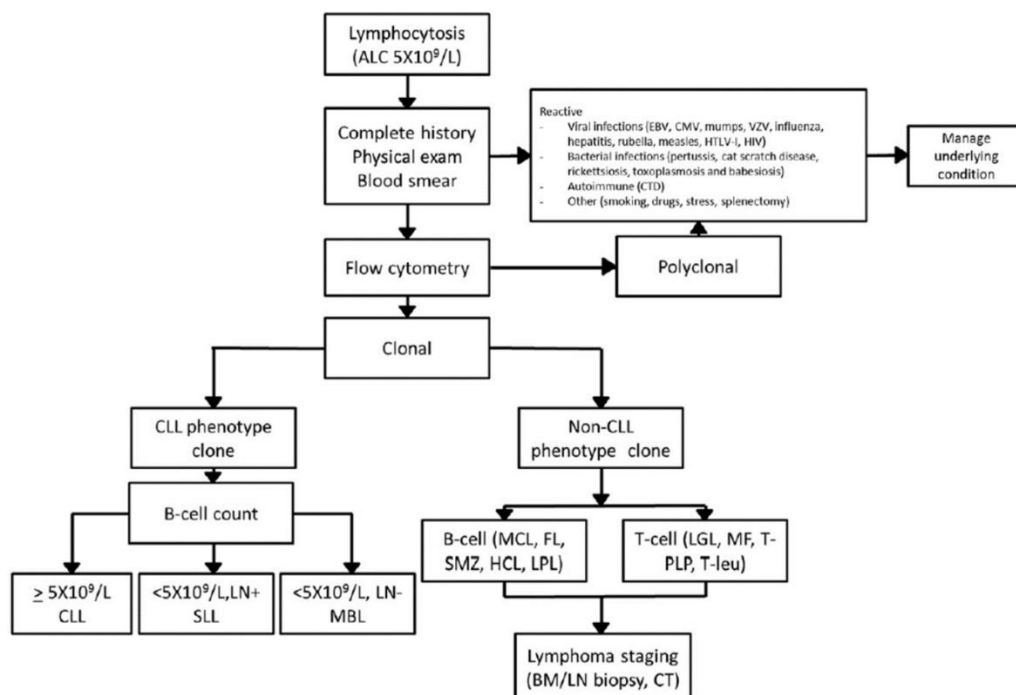 Lymphocytosis
(ALC 5X10⁹/L)
Complete history
Physical exam
Blood smear
Reactive
- Viral infections (EBV, CMV, mumps, VZV, influenza,
hepatitis, rubella, measles, HTLV-I, HIV)
- Bacterial infections (pertussis, cat scratch disease,
rickettsiosis, toxoplasmosis and babesiosis)
- Autoimmune (CTD)
- Other (smoking, drugs, stress, splenectomy)
Manage
underlying
condition
Flow cytometry
Polyclonal
Clonal
CLL phenotype
clone
Non-CLL
phenotype clone
B-cell count
B-cell (MCL, FL,
SMZ, HCL, LPL)
T-cell (LGL, MF, T-
PLP, T-leu)
≥ 5X10⁹/L
CLL
<5X10⁹/L,LN+
SLL
<5X10⁹/L, LN-
MBL
Lymphoma staging
(BM/LN biopsy, CT)